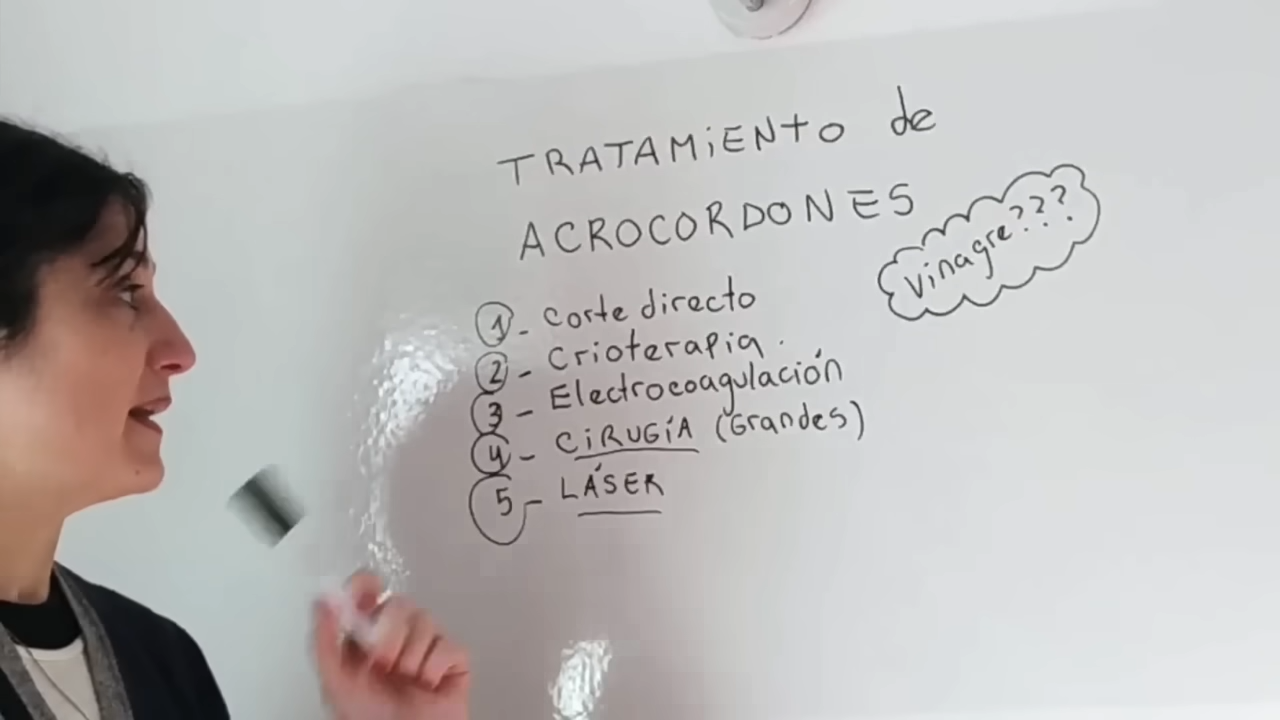 TRATAMiENto de
ACROCORDONES
vinagre???
1- corte directo
2- Crioterapia.
3- Electrocoagulación
4- CiRUGÍA (Grandes)
5- LÁSER